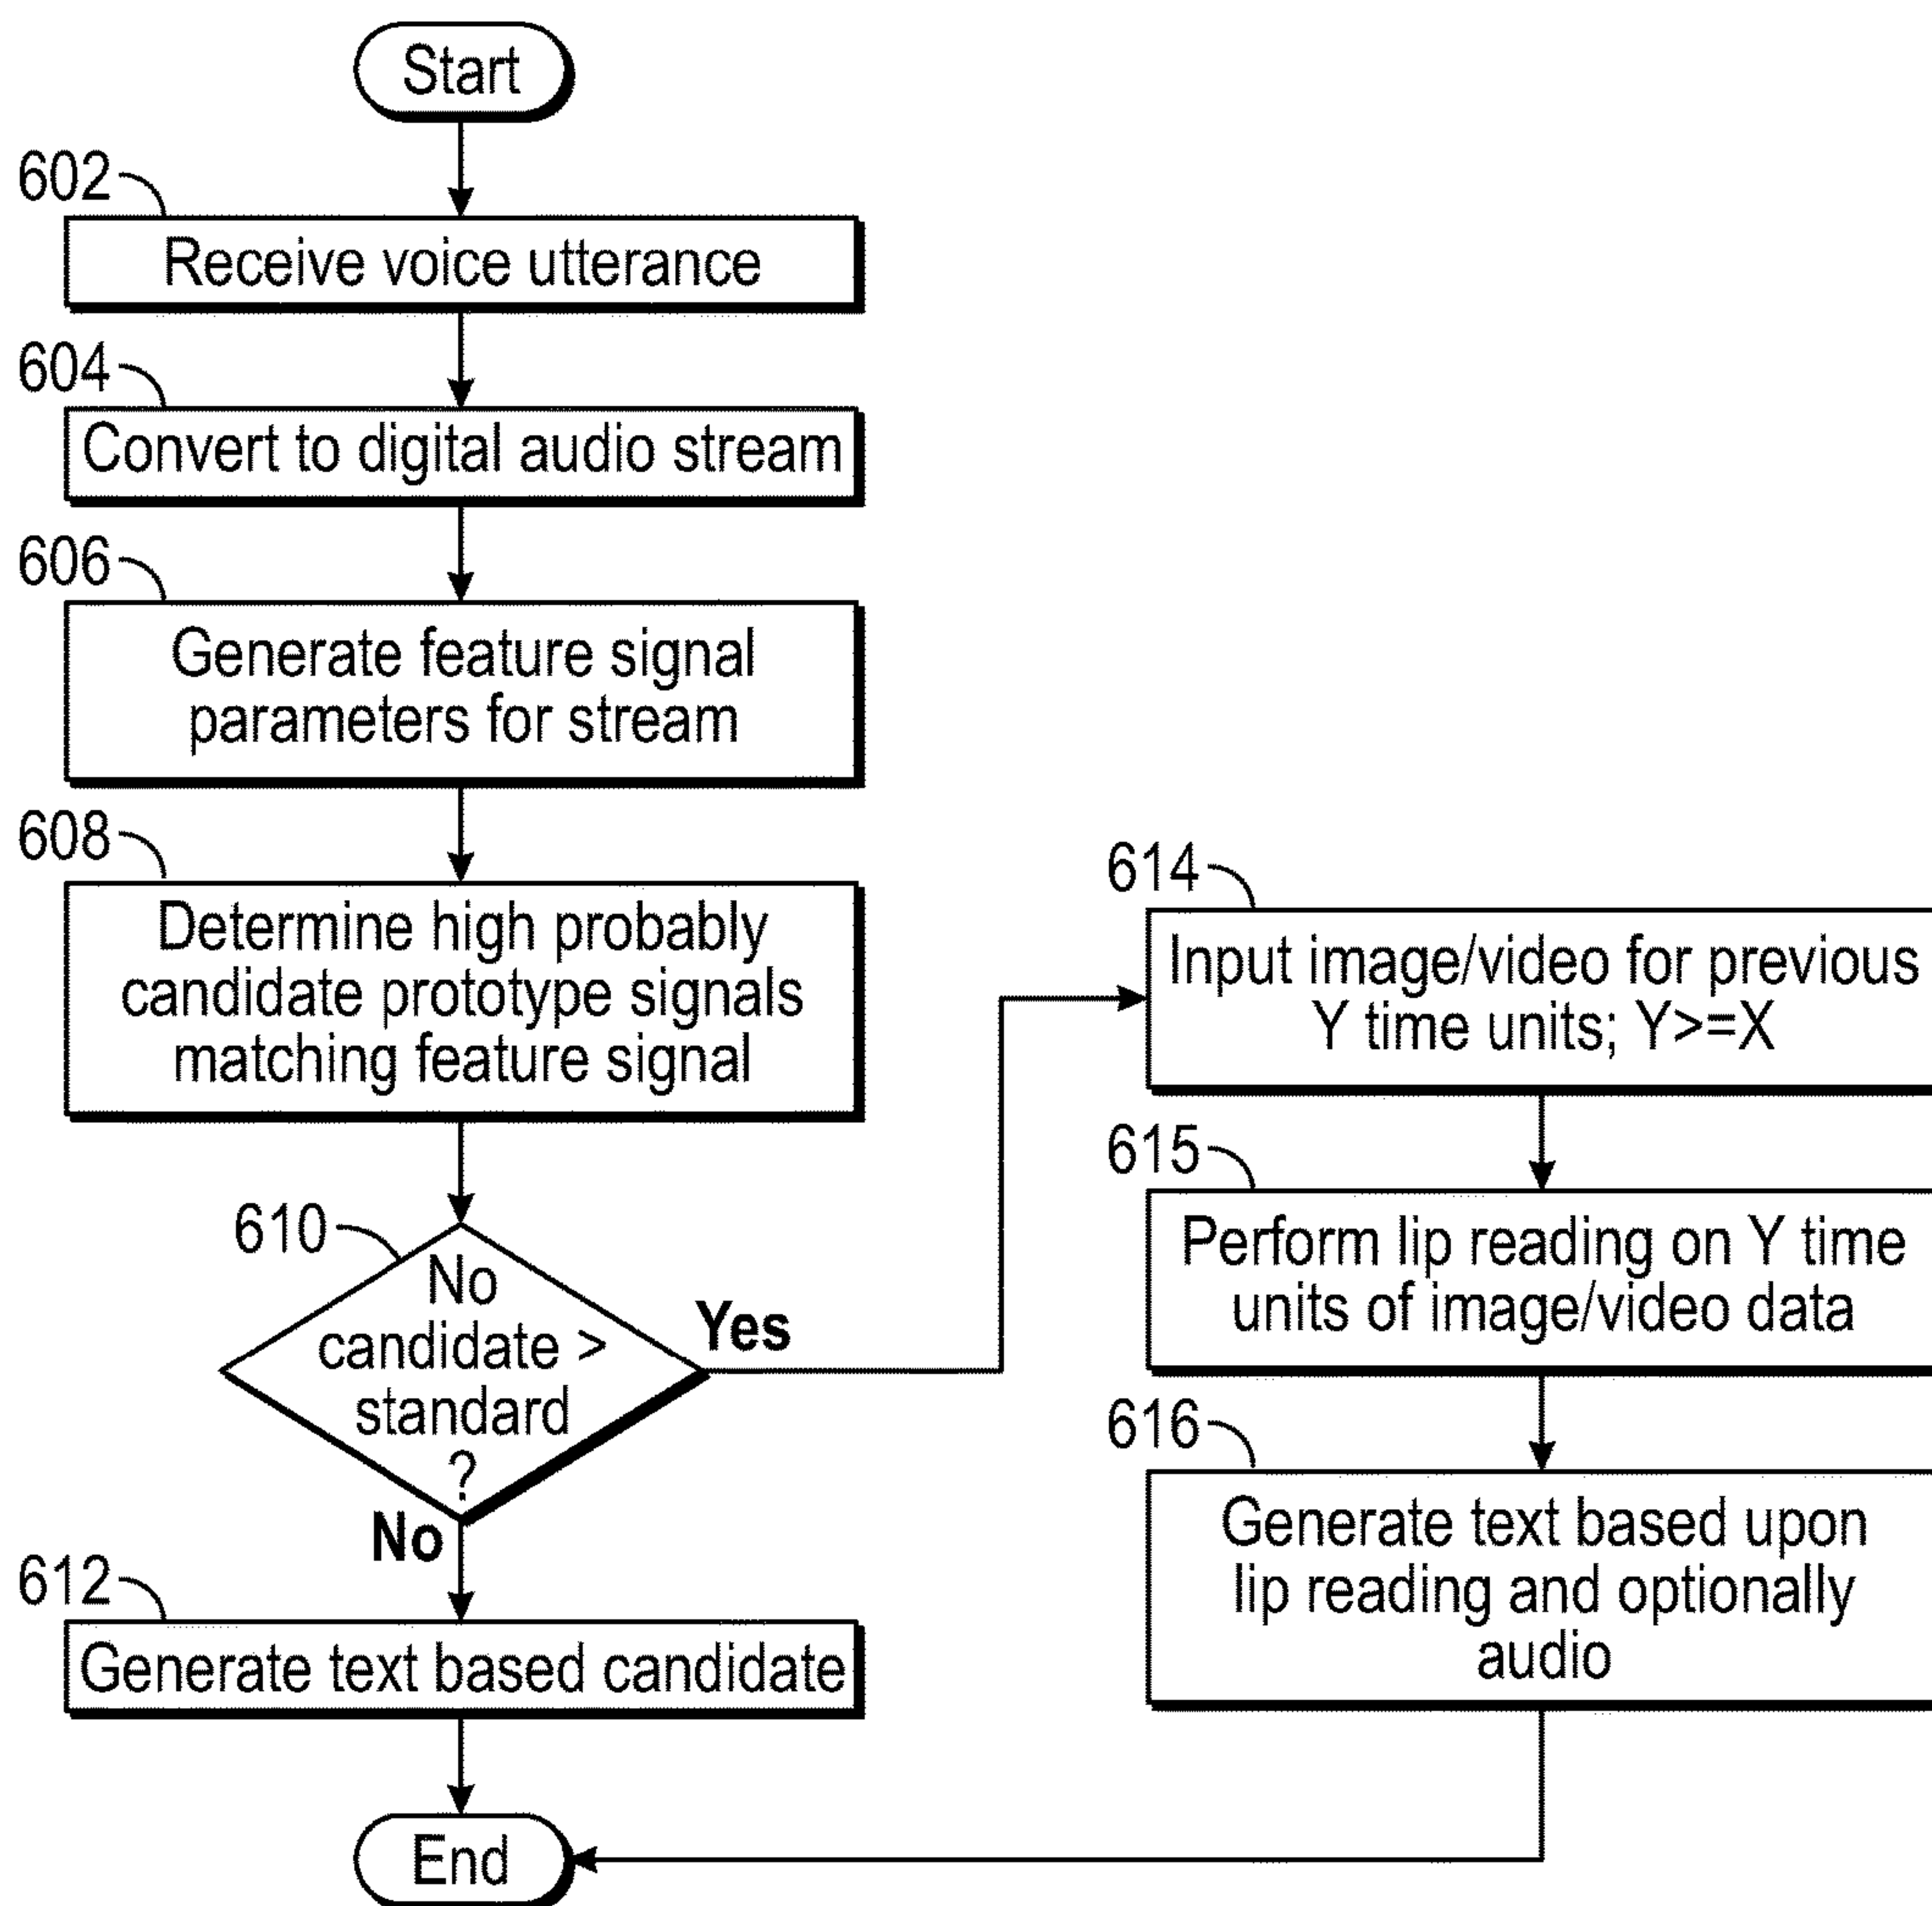 Start
602
Receive voice utterance
604
Convert to digital audio stream
606
Generate feature signal
parameters for stream
608
Determine high probably
candidate prototype signals
matching feature signal
610
No
candidate >
standard
?
Yes
No
612
Generate text based candidate
End
614
Input image/video for previous
Y time units; Y>=X
615
Perform lip reading on Y time
units of image/video data
616
Generate text based upon
lip reading and optionally
audio